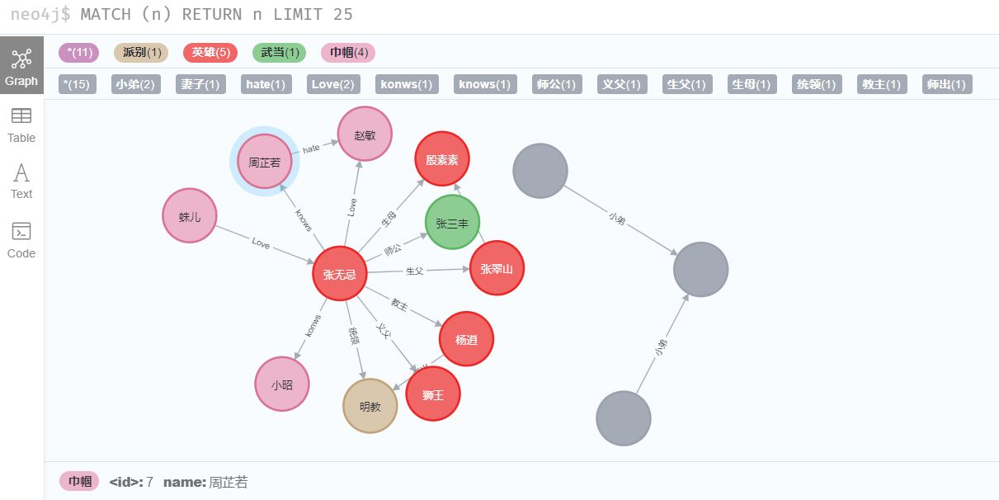 neo4j$ MATCH (n) RETURN n LIMIT 25
*(11) 派别(1) 英雄(5) 武当(1) 巾帼(4)
*(15) 小弟(2) 妻子(1) hate(1) Love(2) konws(1) knows(1) 师公(1) 义父(1) 生父(1) 生母(1) 统领(1) 教主(1) 师出(1)
Graph
Table
Text
Code
赵敏
hate
周芷若
殷素素
Love
生母
小弟
knows
蛛儿
张三丰
Love
师公
张无忌
生父
张翠山
教主
konws
统领
义父
杨逍
小弟
小昭
明教
狮王
巾帼 <id>: 7 name: 周芷若